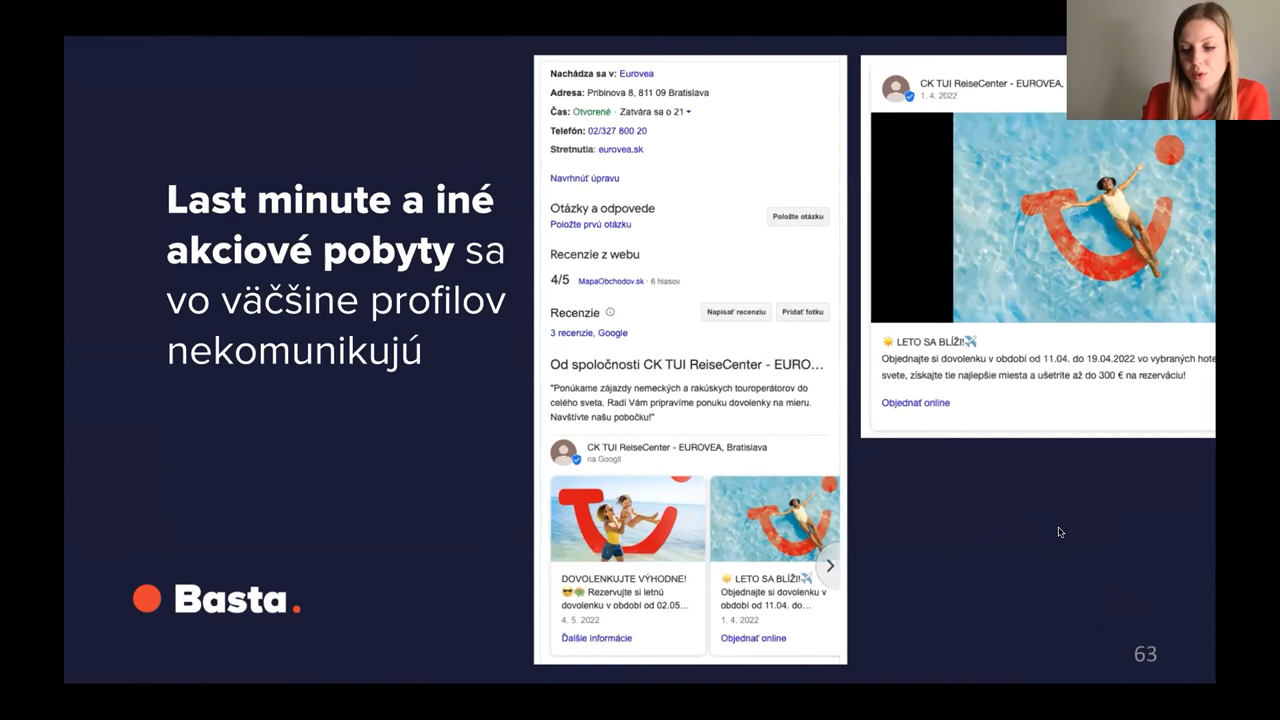 Last minute a iné
akciové pobyty sa
vo väčšine profilov
nekomunikujú
Basta.
Nachádza sa v: Eurovea
Adresa: Pribinova 8, 811 09 Bratislava
Čas: Otvorené · Zatvára sa o 21
Telefón: 02/327 800 20
Stretnutia: eurovea.sk
Navrhnúť úpravu
Otázky a odpovede
Položte otázku
Položte prvú otázku
Recenzie z webu
4/5 MapaObchodov.sk · 6 hlasov
Recenzie
Napísať recenziu
Pridať fotku
3 recenzie, Google
Od spoločnosti CK TUI ReiseCenter - EURO…
"Ponúkame zájazdy nemeckých a rakúskych touroperátorov do
celého sveta. Radi Vám pripravíme ponuku dovolenky na mieru.
Navštívte našu pobočku!"
CK TUI ReiseCenter - EUROVEA, Bratislava
na Googli
DOVOLENKUJTE VÝHODNE!
😎🐢 Rezervujte si letnú
dovolenku v období od 02.05…
4. 5. 2022
Ďalšie informácie
☀️ LETO SA BLÍŽI!✈️
Objednajte si dovolenku v
období od 11.04. do…
1. 4. 2022
Objednať online
CK TUI ReiseCenter - EUROVEA,
1. 4. 2022
☀️ LETO SA BLÍŽI!✈️
Objednajte si dovolenku v období od 11.04. do 19.04.2022 vo vybraných hote
svete, získajte tie najlepšie miesta a ušetrite až do 300 € na rezerváciu!
Objednať online
63